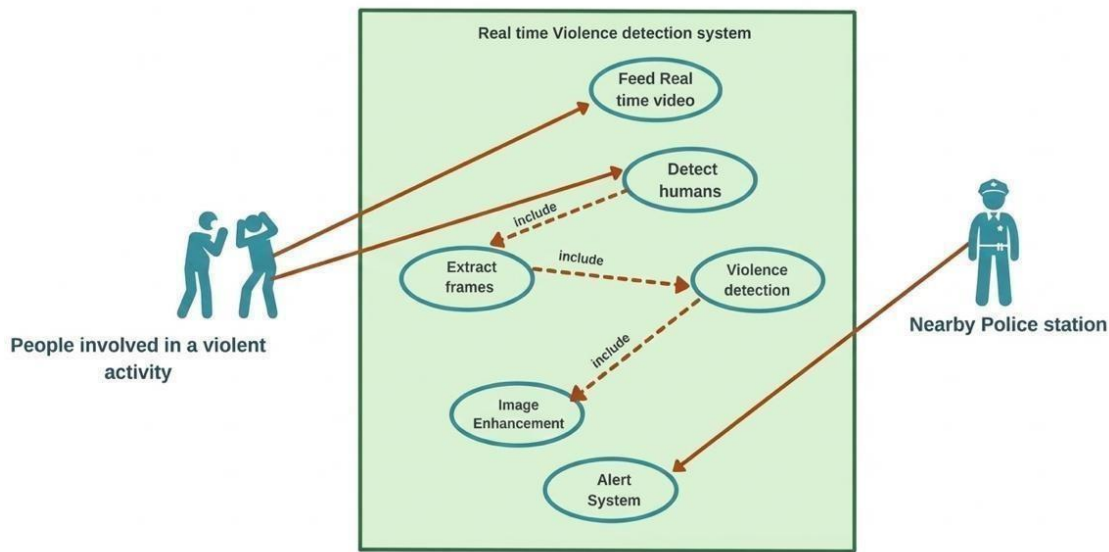 Real time Violence detection system
Feed Real
time video
Detect
humans
include
Extract
frames
include
Violence
detection
include
Image
Enhancement
Alert
System
People involved in a violent
activity
Nearby Police station